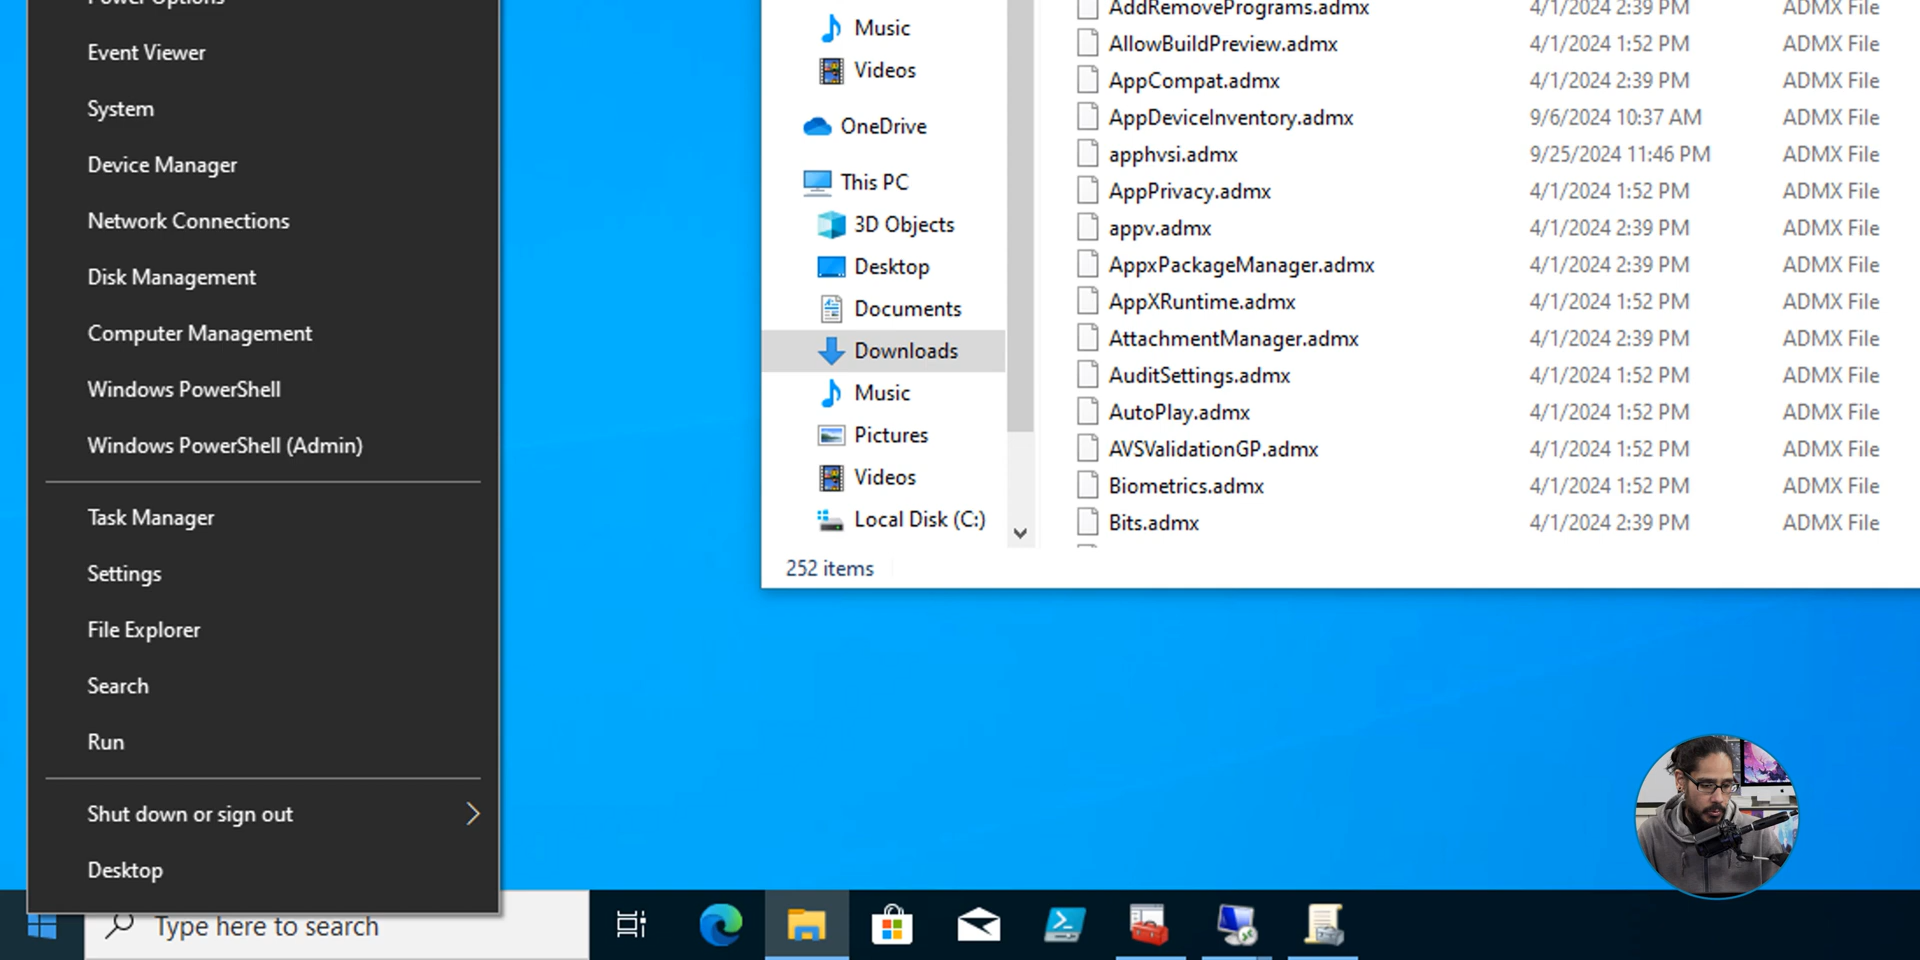 Power Options
Event Viewer
System
Device Manager
Network Connections
Disk Management
Computer Management
Windows PowerShell
Windows PowerShell (Admin)
Task Manager
Settings
File Explorer
Search
Run
Shut down or sign out
Desktop
Type here to search
Music
Videos
OneDrive
This PC
3D Objects
Desktop
Documents
Downloads
Music
Pictures
Videos
Local Disk (C:)
252 items
AddRemovePrograms.admx 4/1/2024 2:39 PM ADMX File
AllowBuildPreview.admx 4/1/2024 1:52 PM ADMX File
AppCompat.admx 4/1/2024 2:39 PM ADMX File
AppDeviceInventory.admx 9/6/2024 10:37 AM ADMX File
apphvsi.admx 9/25/2024 11:46 PM ADMX File
AppPrivacy.admx 4/1/2024 1:52 PM ADMX File
appv.admx 4/1/2024 2:39 PM ADMX File
AppxPackageManager.admx 4/1/2024 2:39 PM ADMX File
AppXRuntime.admx 4/1/2024 1:52 PM ADMX File
AttachmentManager.admx 4/1/2024 2:39 PM ADMX File
AuditSettings.admx 4/1/2024 1:52 PM ADMX File
AutoPlay.admx 4/1/2024 1:52 PM ADMX File
AVSValidationGP.admx 4/1/2024 1:52 PM ADMX File
Biometrics.admx 4/1/2024 1:52 PM ADMX File
Bits.admx 4/1/2024 2:39 PM ADMX File